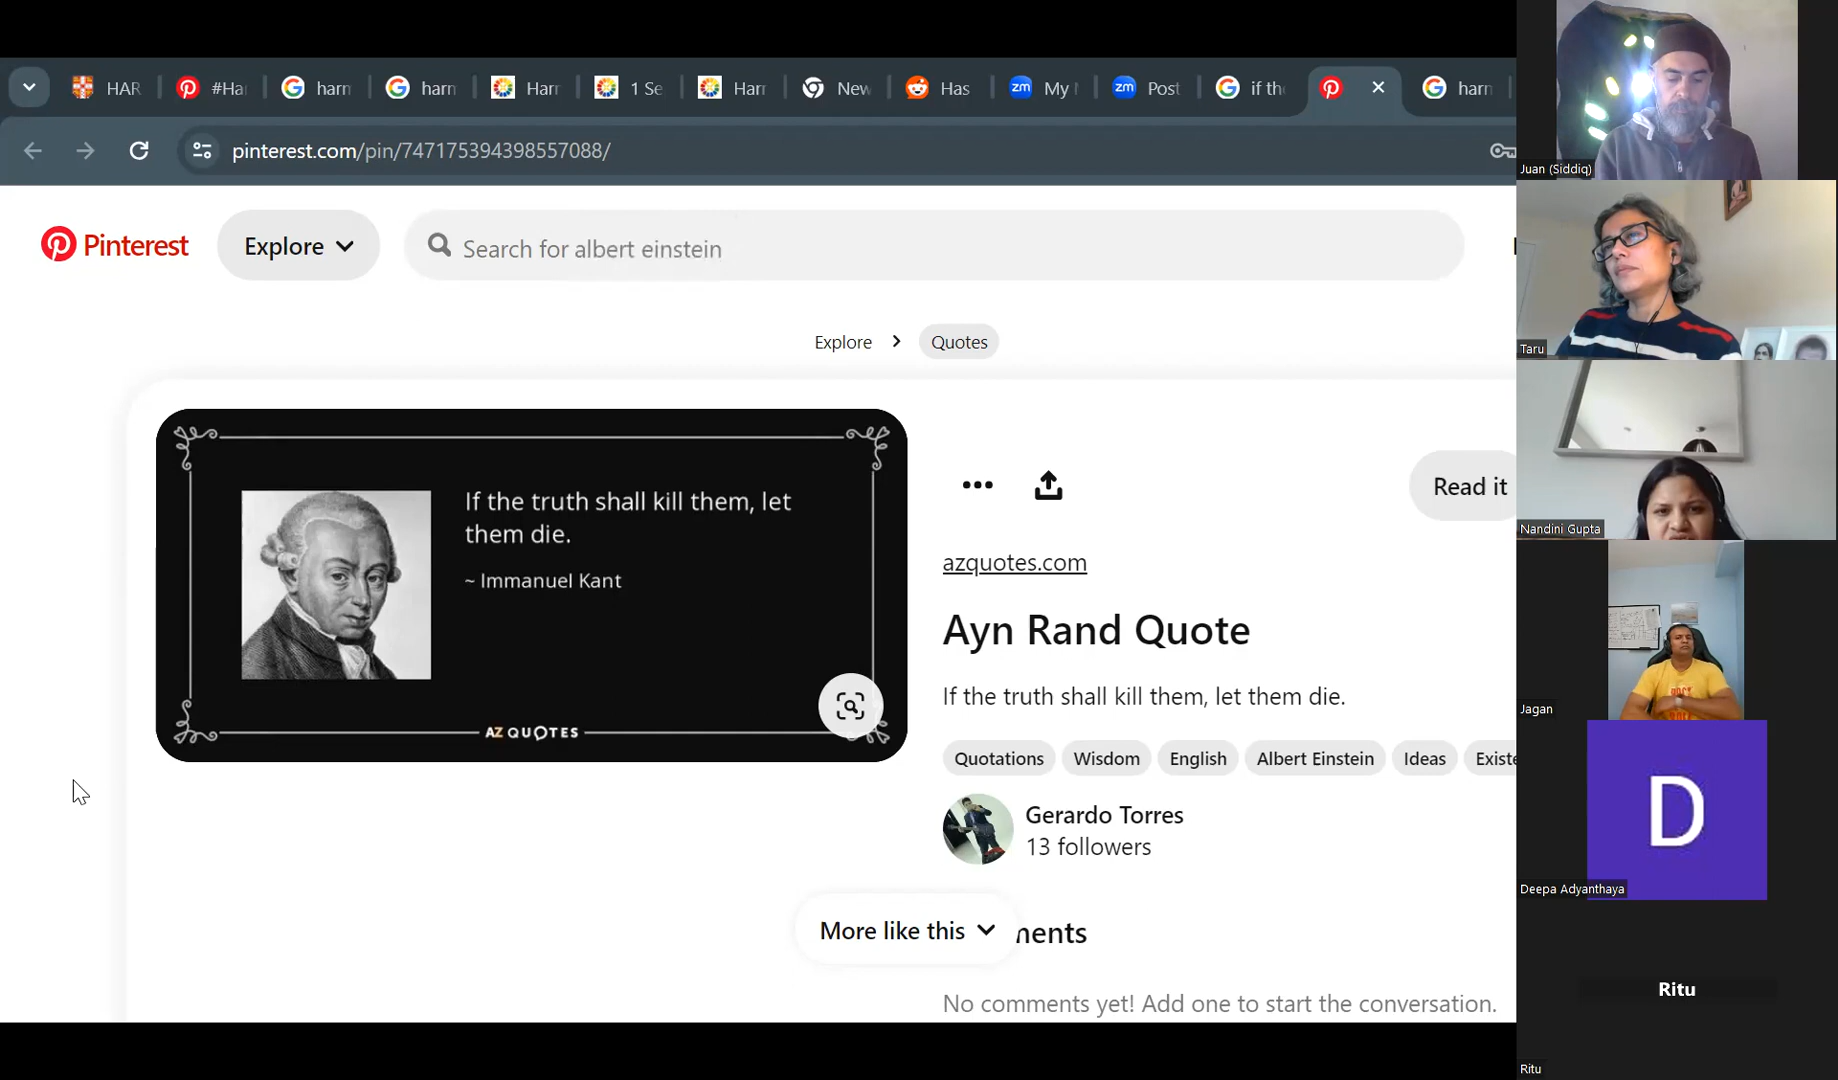 HAR
#Ha
harn
harn
Harr
1 Se
Harr
New
Has
My
Post
if the
harn
pinterest.com/pin/747175394398557088/
Pinterest
Explore
Search for albert einstein
Explore
Quotes
If the truth shall kill them, let
them die.
~ Immanuel Kant
AZ QUOTES
Read it
azquotes.com
Ayn Rand Quote
If the truth shall kill them, let them die.
Quotations
Wisdom
English
Albert Einstein
Ideas
Existe
Gerardo Torres
13 followers
More like this
ments
No comments yet! Add one to start the conversation.
Juan (Siddiq)
Taru
Nandini Gupta
Jagan
D
Deepa Adyanthaya
Ritu
Ritu